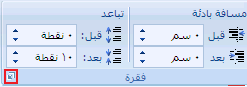 مسافة بادئة
تباعد
قبل: ٠ سم
قبل: ٠ نقطة
بعد ٠ سم
بعد: ١٠ نقطة
فقرة